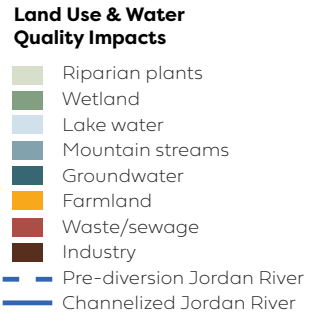 Land Use & Water
Quality Impacts
Riparian plants
Wetland
Lake water
Mountain streams
Groundwater
Farmland
Waste/sewage
Industry
Pre-diversion Jordan River
Channelized Jordan River